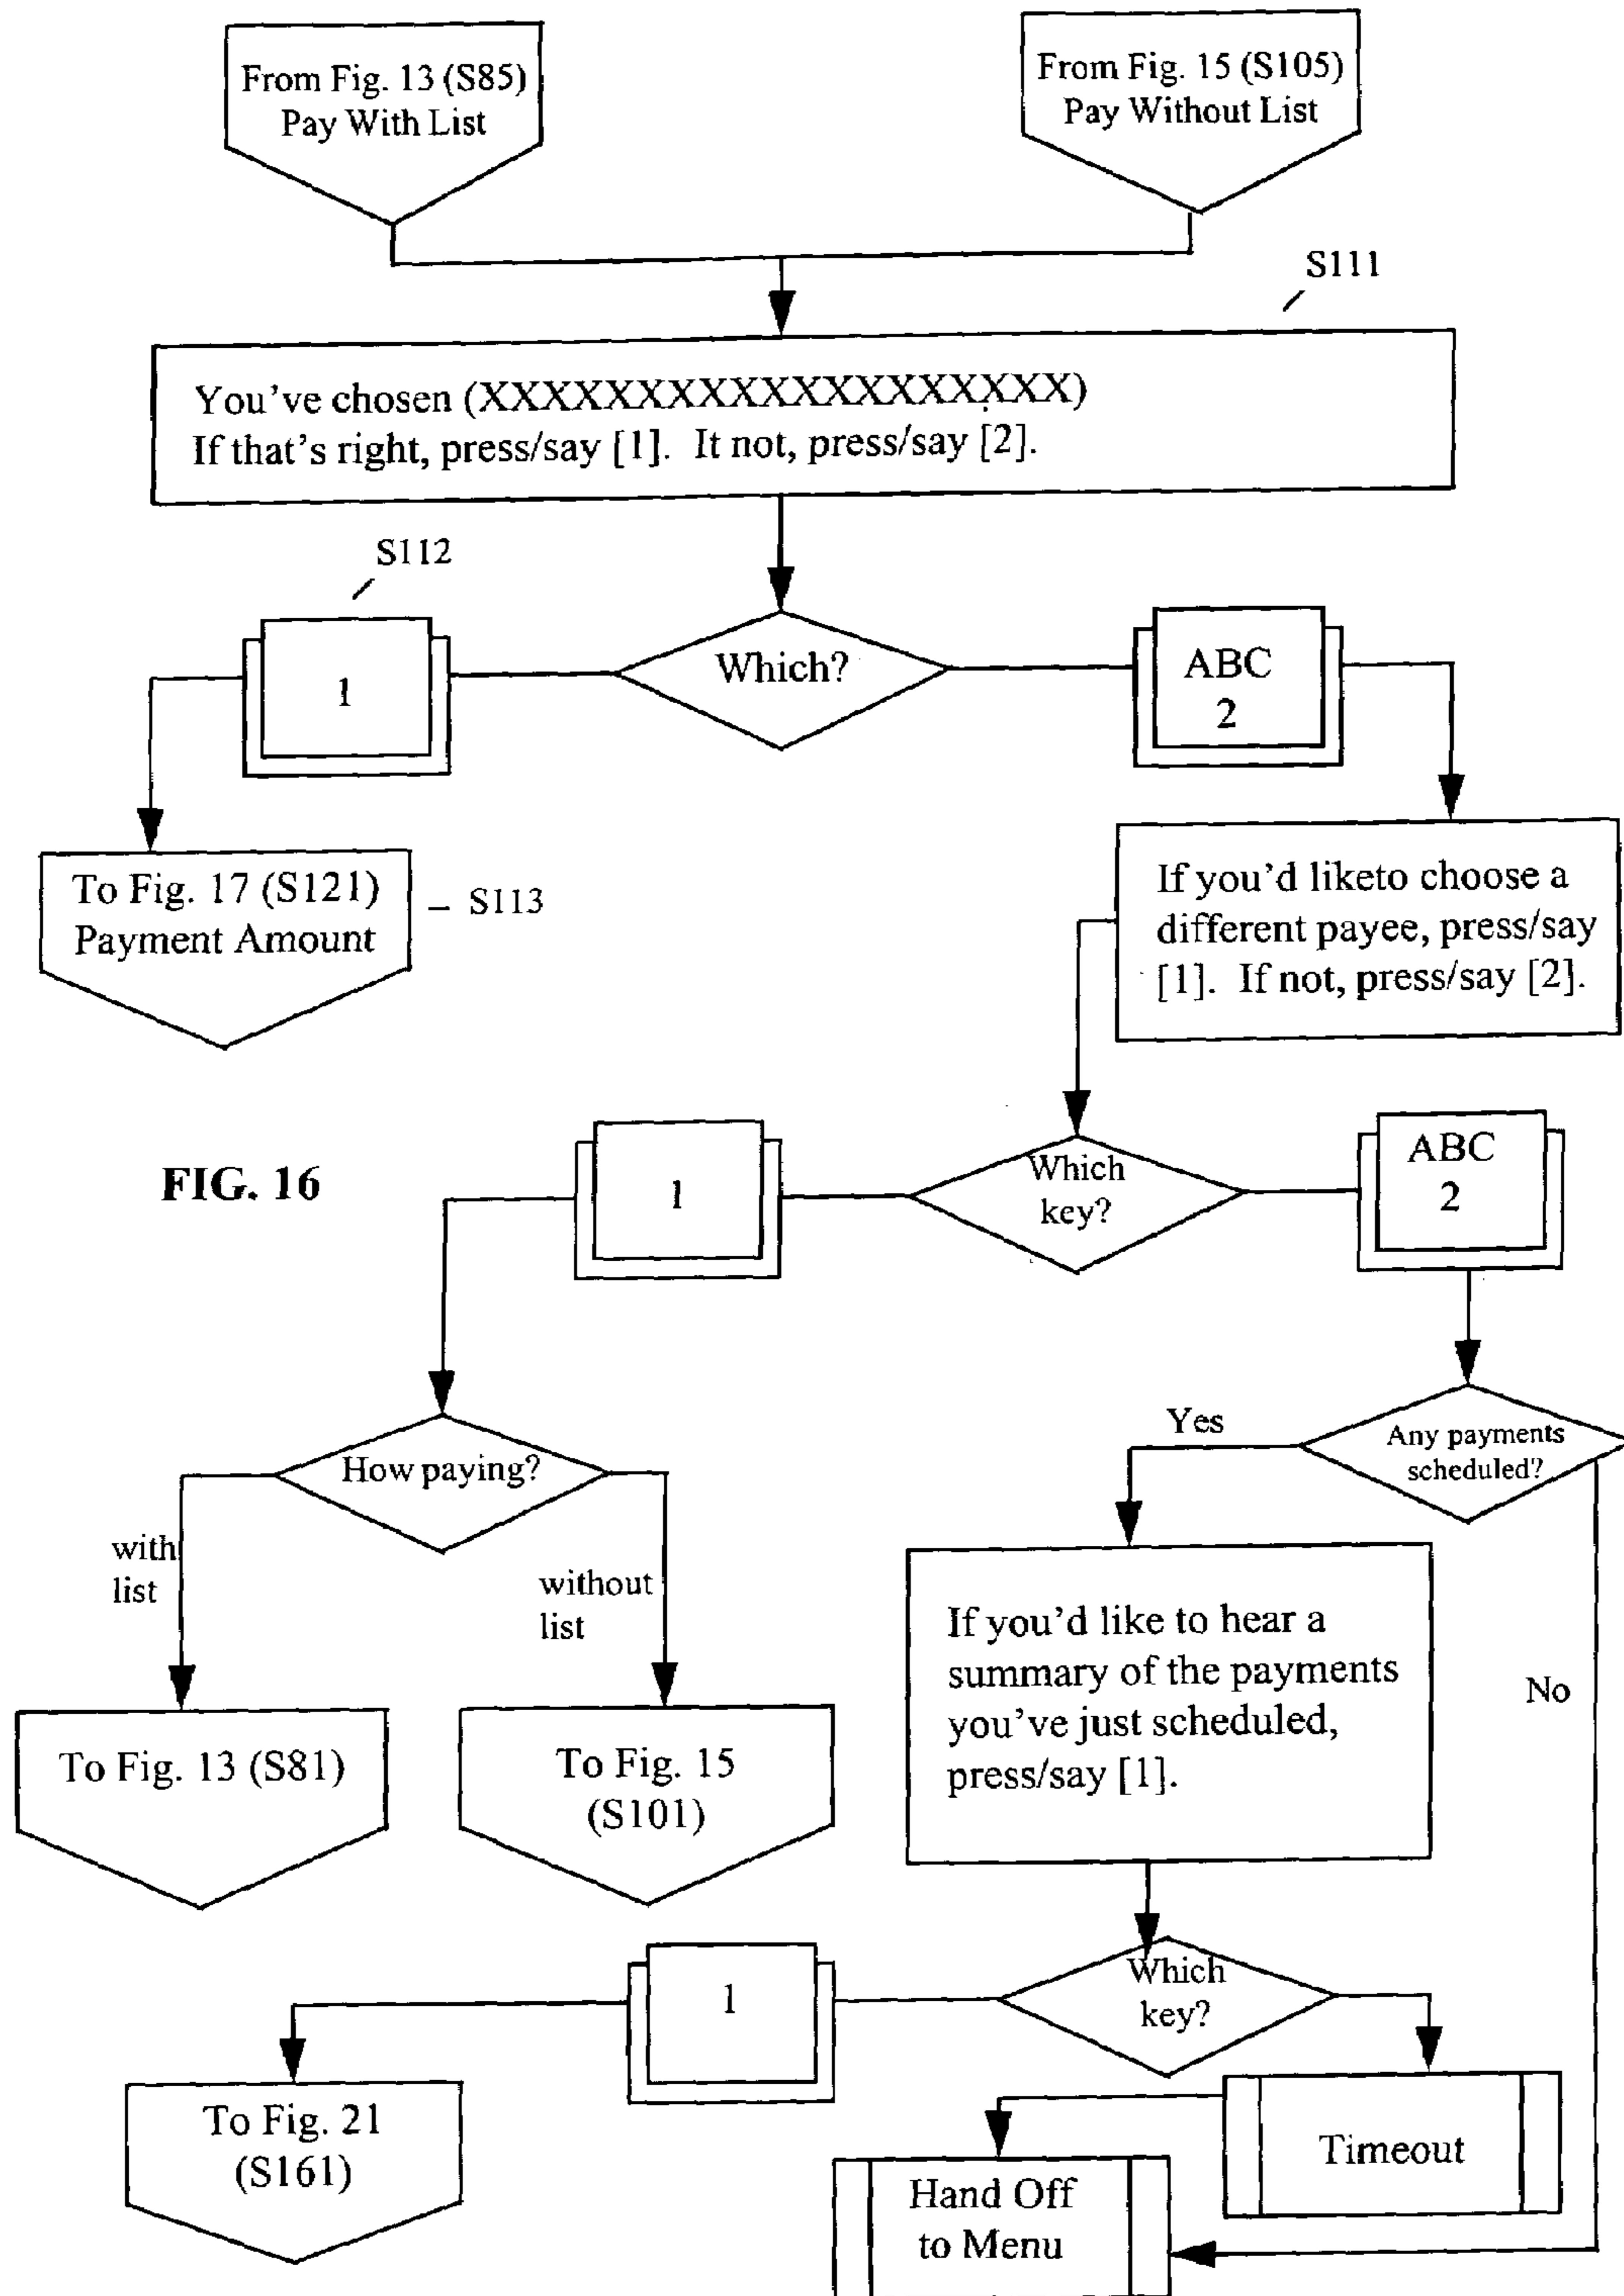 From Fig. 13 (S85)
Pay With List
From Fig. 15 (S105)
Pay Without List
S111
You've chosen (XXXXXXXXXXXXXXXXXXX)
If that's right, press/say [1].  It not, press/say [2].
S112
1
Which?
ABC
2
To Fig. 17 (S121)
Payment Amount
S113
If you'd liketo choose a
different payee, press/say
[1].  If not, press/say [2].
FIG. 16
1
Which
key?
ABC
2
How paying?
Yes
Any payments
scheduled?
with
list
without
list
If you'd like to hear a
summary of the payments
you've just scheduled,
press/say [1].
No
To Fig. 13 (S81)
To Fig. 15
(S101)
1
Which
key?
To Fig. 21
(S161)
Timeout
Hand Off
to Menu